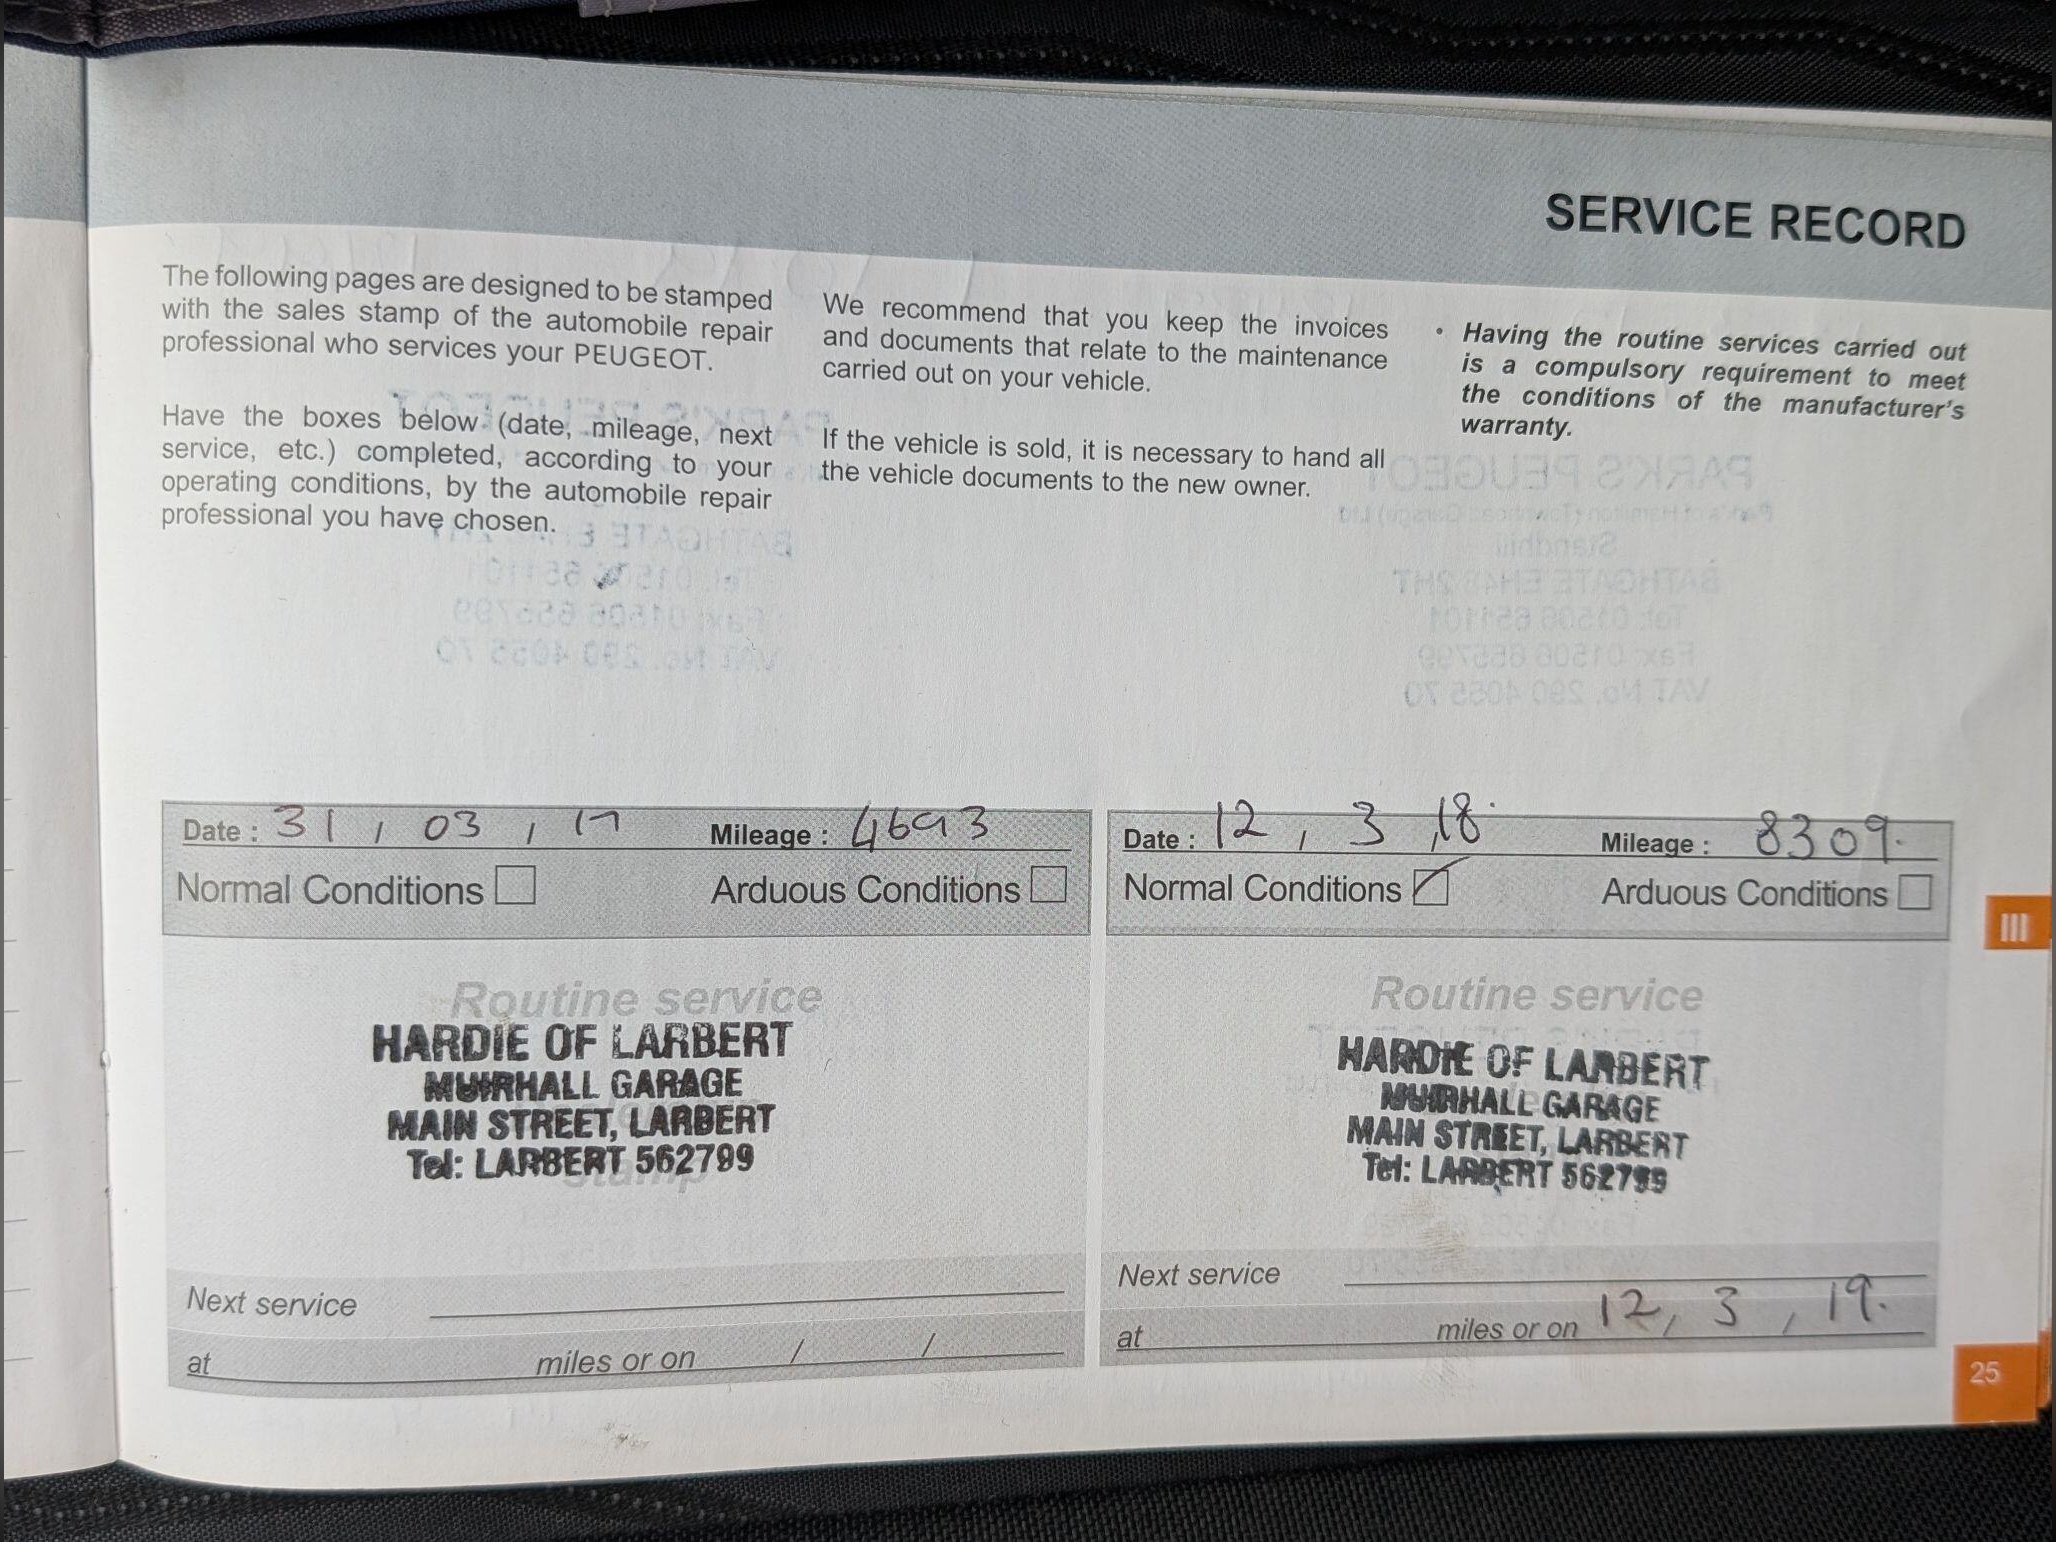 SERVICE RECORD
The following pages are designed to be stamped
with the sales stamp of the automobile repair
professional who services your PEUGEOT.
Have the boxes below (date, mileage, next
service, etc.) completed, according to your
operating conditions, by the automobile repair
professional you have chosen.
We recommend that you keep the invoices
and documents that relate to the maintenance
carried out on your vehicle.
If the vehicle is sold, it is necessary to hand all
the vehicle documents to the new owner.
• Having the routine services carried out
is a compulsory requirement to meet
the conditions of the manufacturer's
warranty.
Date : 31 / 03 / 17 Mileage : 4693
Normal Conditions Arduous Conditions
Routine service
HARDIE OF LARBERT
MUIRHALL GARAGE
MAIN STREET, LARBERT
Tel: LARBERT 562799
stamp
Next service
at miles or on / /
Date : 12 / 3 / 18. Mileage : 8309.
Normal Conditions Arduous Conditions
Routine service
HARDIE OF LARBERT
MUIRHALL GARAGE
MAIN STREET, LARBERT
Tel: LARBERT 562799
Next service
at miles or on 12 / 3 / 19.
III
25